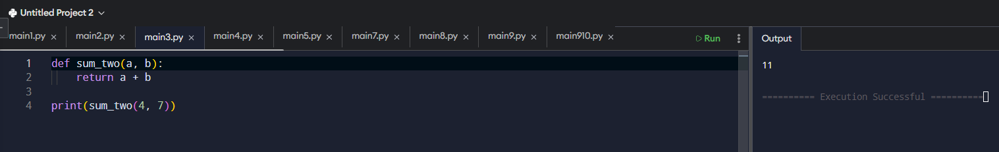 Untitled Project 2
main1.py main2.py main3.py main4.py main5.py main7.py main8.py main9.py main910.py Run Output
1 def sum_two(a, b):
2     return a + b
3
4 print(sum_two(4, 7))
11
========== Execution Successful ==========